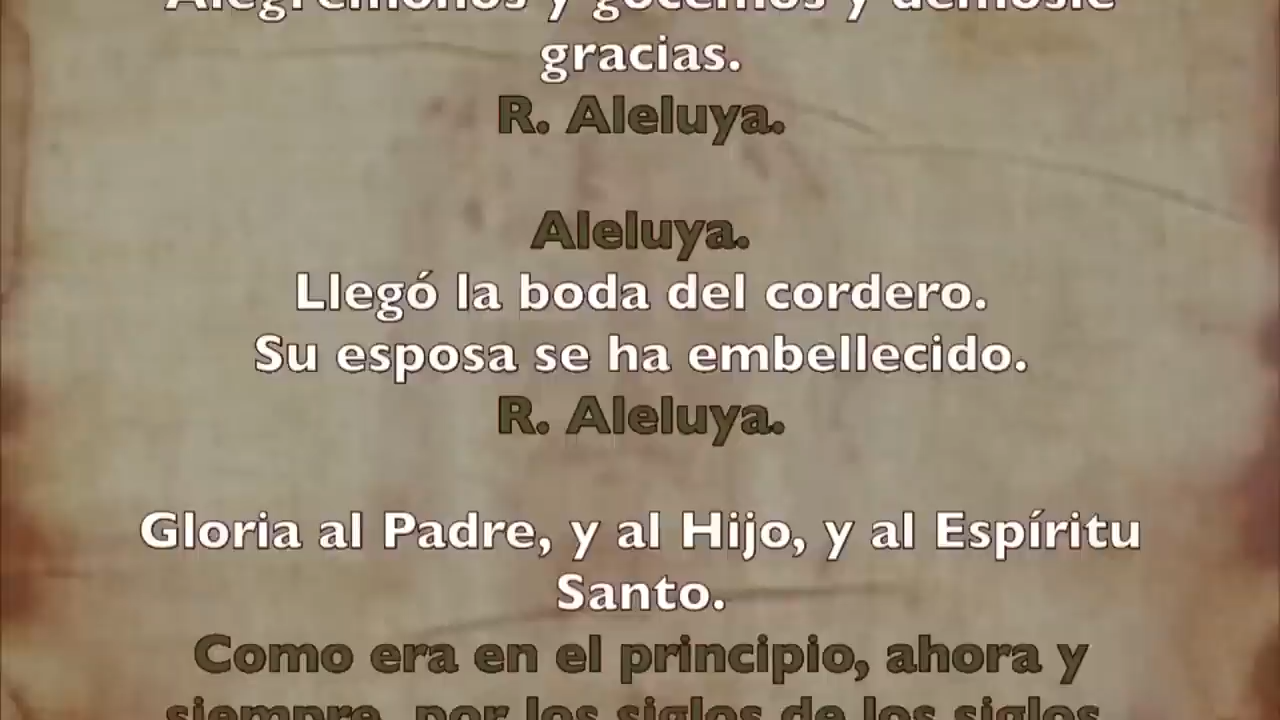 Alegrémonos y gocemos y démosle
gracias.
R. Aleluya.
Aleluya.
Llegó la boda del cordero.
Su esposa se ha embellecido.
R. Aleluya.
Gloria al Padre, y al Hijo, y al Espíritu
Santo.
Como era en el principio, ahora y
siempre, por los siglos de los siglos.